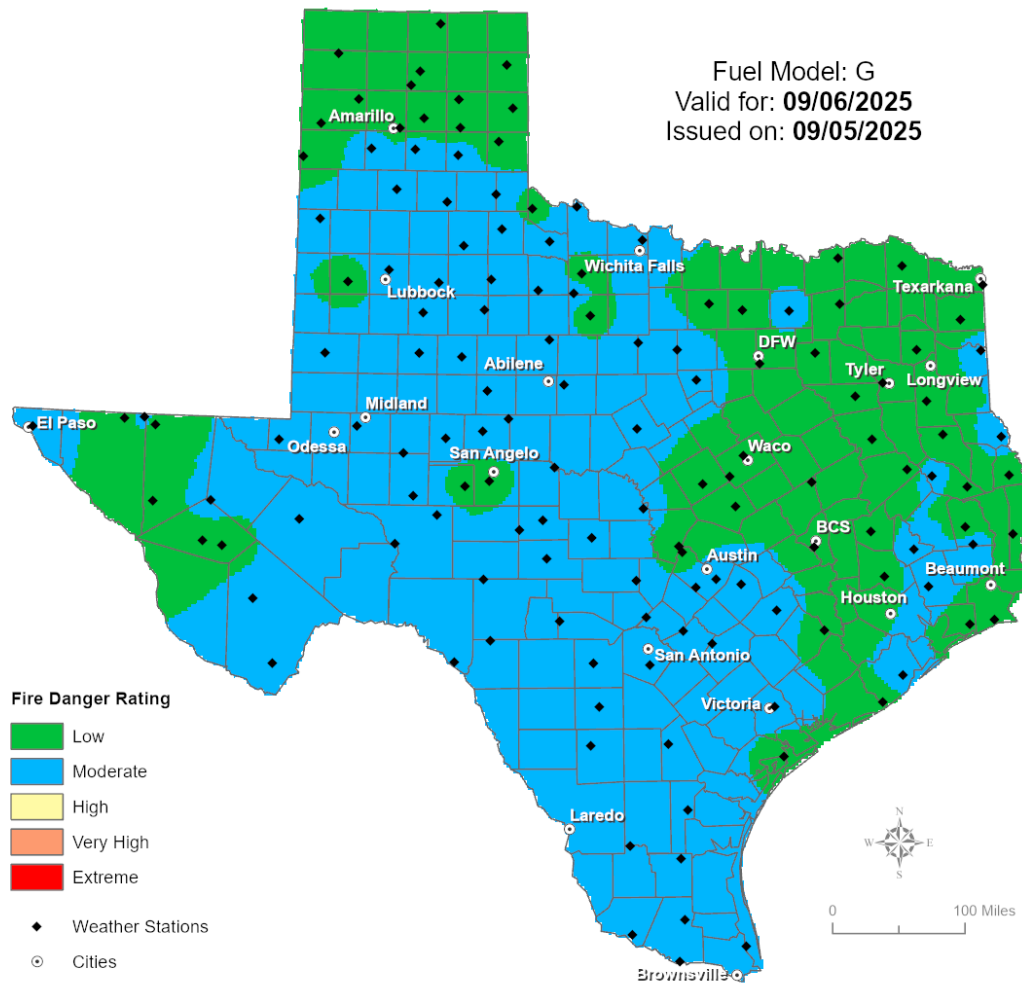 Fuel Model: G
Valid for: 09/06/2025
Issued on: 09/05/2025
Amarillo
Wichita Falls
Lubbock
Texarkana
DFW
Abilene
Tyler
Longview
Midland
El Paso
Odessa
San Angelo
Waco
BCS
Austin
Beaumont
Houston
San Antonio
Victoria
Fire Danger Rating
Low
Moderate
High
Very High
Extreme
Weather Stations
Cities
Laredo
Brownsville
N
W E
S
0 100 Miles